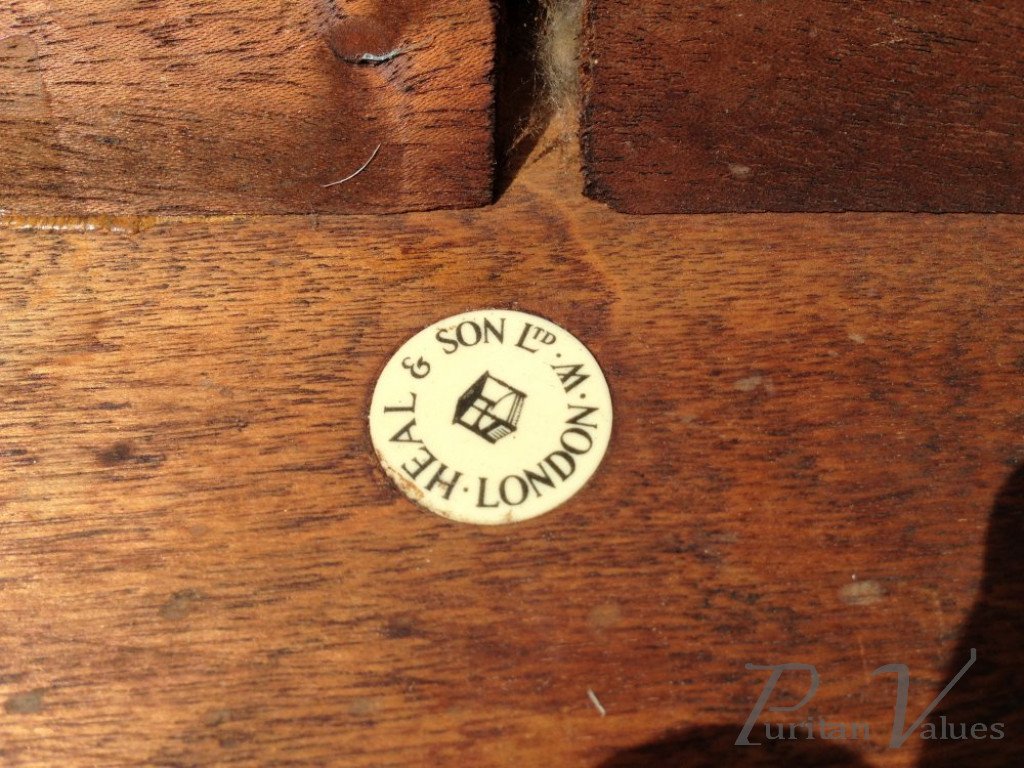 HEAL & SON LTD · LONDON · W ·
Puritan Values